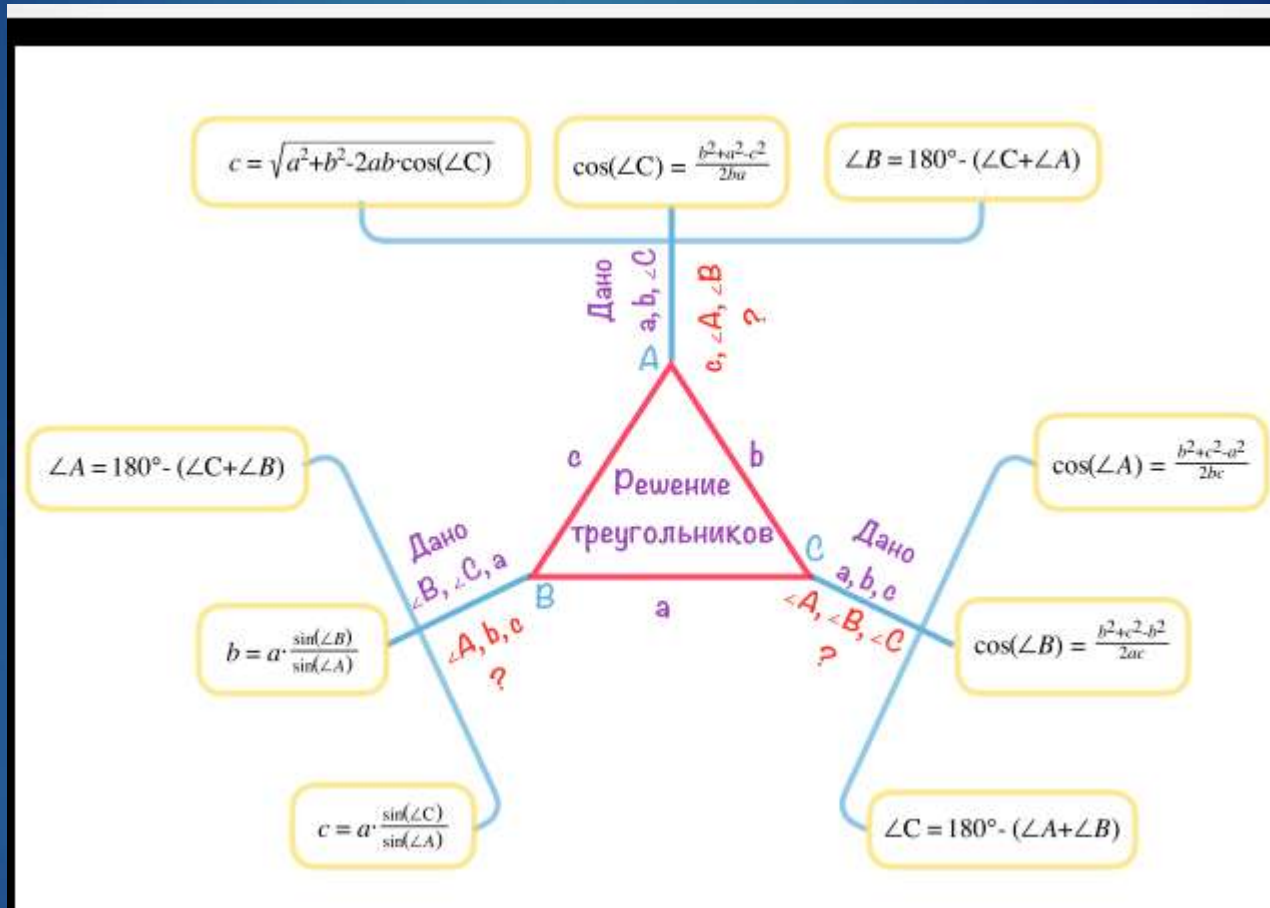 c = √a²+b²-2ab·cos(∠C)
cos(∠C) = b²+a²-c² / 2ba
∠B = 180°- (∠C+∠A)
Дано
a, b, ∠C
c, ∠A, ∠B
?
A
∠A = 180°- (∠C+∠B)
c
b
cos(∠A) = b²+c²-a² / 2bc
Решение
треугольников
Дано
∠B, ∠C, a
∠A, b, c
?
B
a
C
Дано
a, b, c
∠A, ∠B, ∠C
?
b = a· sin(∠B) / sin(∠A)
cos(∠B) = b²+c²-b² / 2ac
c = a· sin(∠C) / sin(∠A)
∠C = 180°- (∠A+∠B)